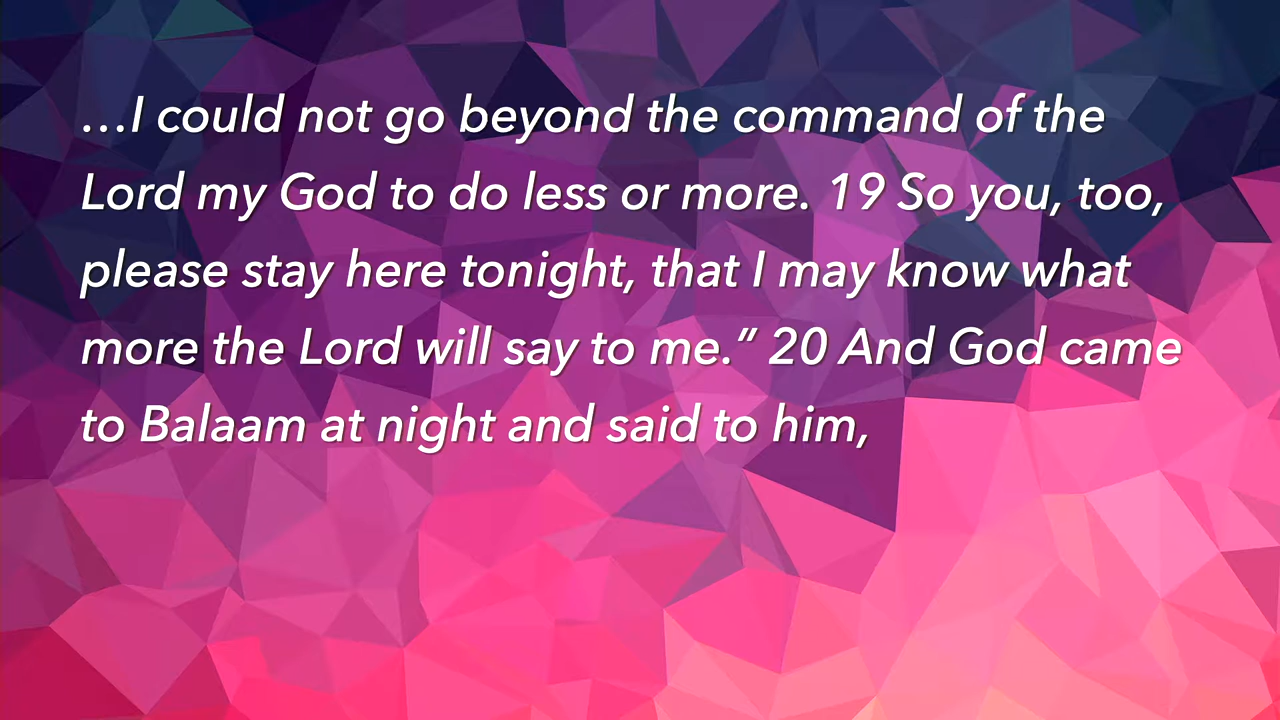 …I could not go beyond the command of the
Lord my God to do less or more. 19 So you, too,
please stay here tonight, that I may know what
more the Lord will say to me.” 20 And God came
to Balaam at night and said to him,